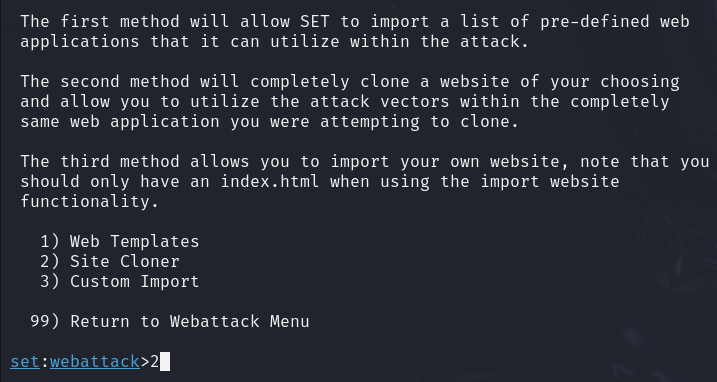 The first method will allow SET to import a list of pre-defined web
applications that it can utilize within the attack.
The second method will completely clone a website of your choosing
and allow you to utilize the attack vectors within the completely
same web application you were attempting to clone.
The third method allows you to import your own website, note that you
should only have an index.html when using the import website
functionality.
1) Web Templates
2) Site Cloner
3) Custom Import
99) Return to Webattack Menu
set:webattack>2